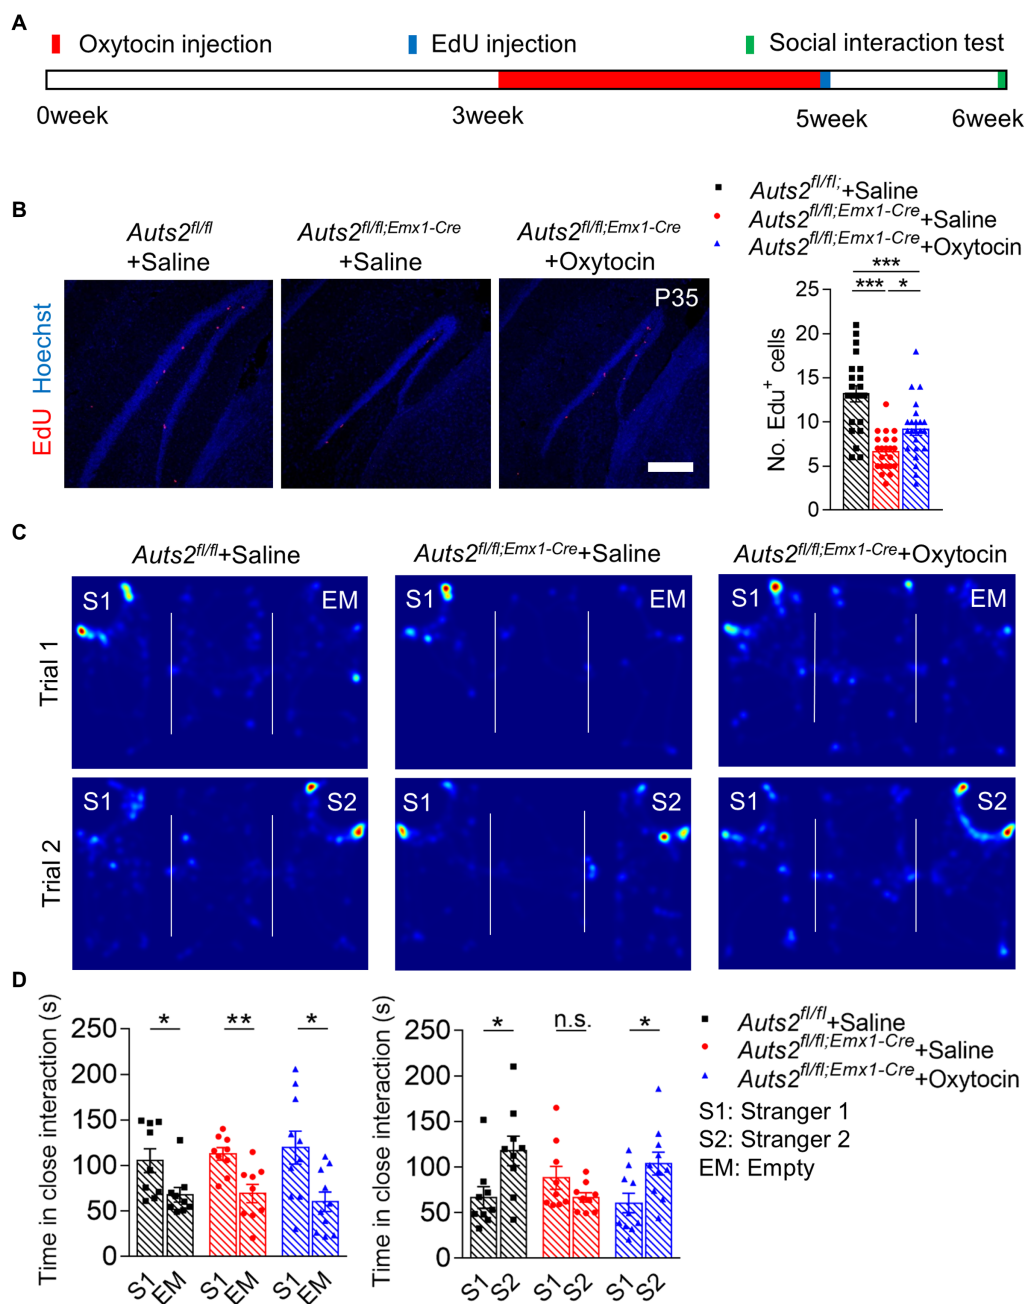 A
Oxytocin injection
EdU injection
Social interaction test
0week
3week
5week
6week
B
Auts2fl/fl
+Saline
Auts2fl/fl;Emx1-Cre
+Saline
Auts2fl/fl;Emx1-Cre
+Oxytocin
Auts2fl/fl;+Saline
Auts2fl/fl;Emx1-Cre+Saline
Auts2fl/fl;Emx1-Cre+Oxytocin
EdU Hoechst
P35
***
*** *
No. Edu+ cells
25
20
15
10
5
0
C
Auts2fl/fl+Saline
Auts2fl/fl;Emx1-Cre+Saline
Auts2fl/fl;Emx1-Cre+Oxytocin
Trial 1
S1 EM
S1 EM
S1 EM
Trial 2
S1 S2
S1 S2
S1 S2
D
Time in close interaction (s)
250
200
150
100
50
0
* ** *
S1 EM S1 EM S1 EM
Time in close interaction (s)
250
200
150
100
50
0
* n.s. *
S1 S2 S1 S2 S1 S2
Auts2fl/fl+Saline
Auts2fl/fl;Emx1-Cre+Saline
Auts2fl/fl;Emx1-Cre+Oxytocin
S1: Stranger 1
S2: Stranger 2
EM: Empty